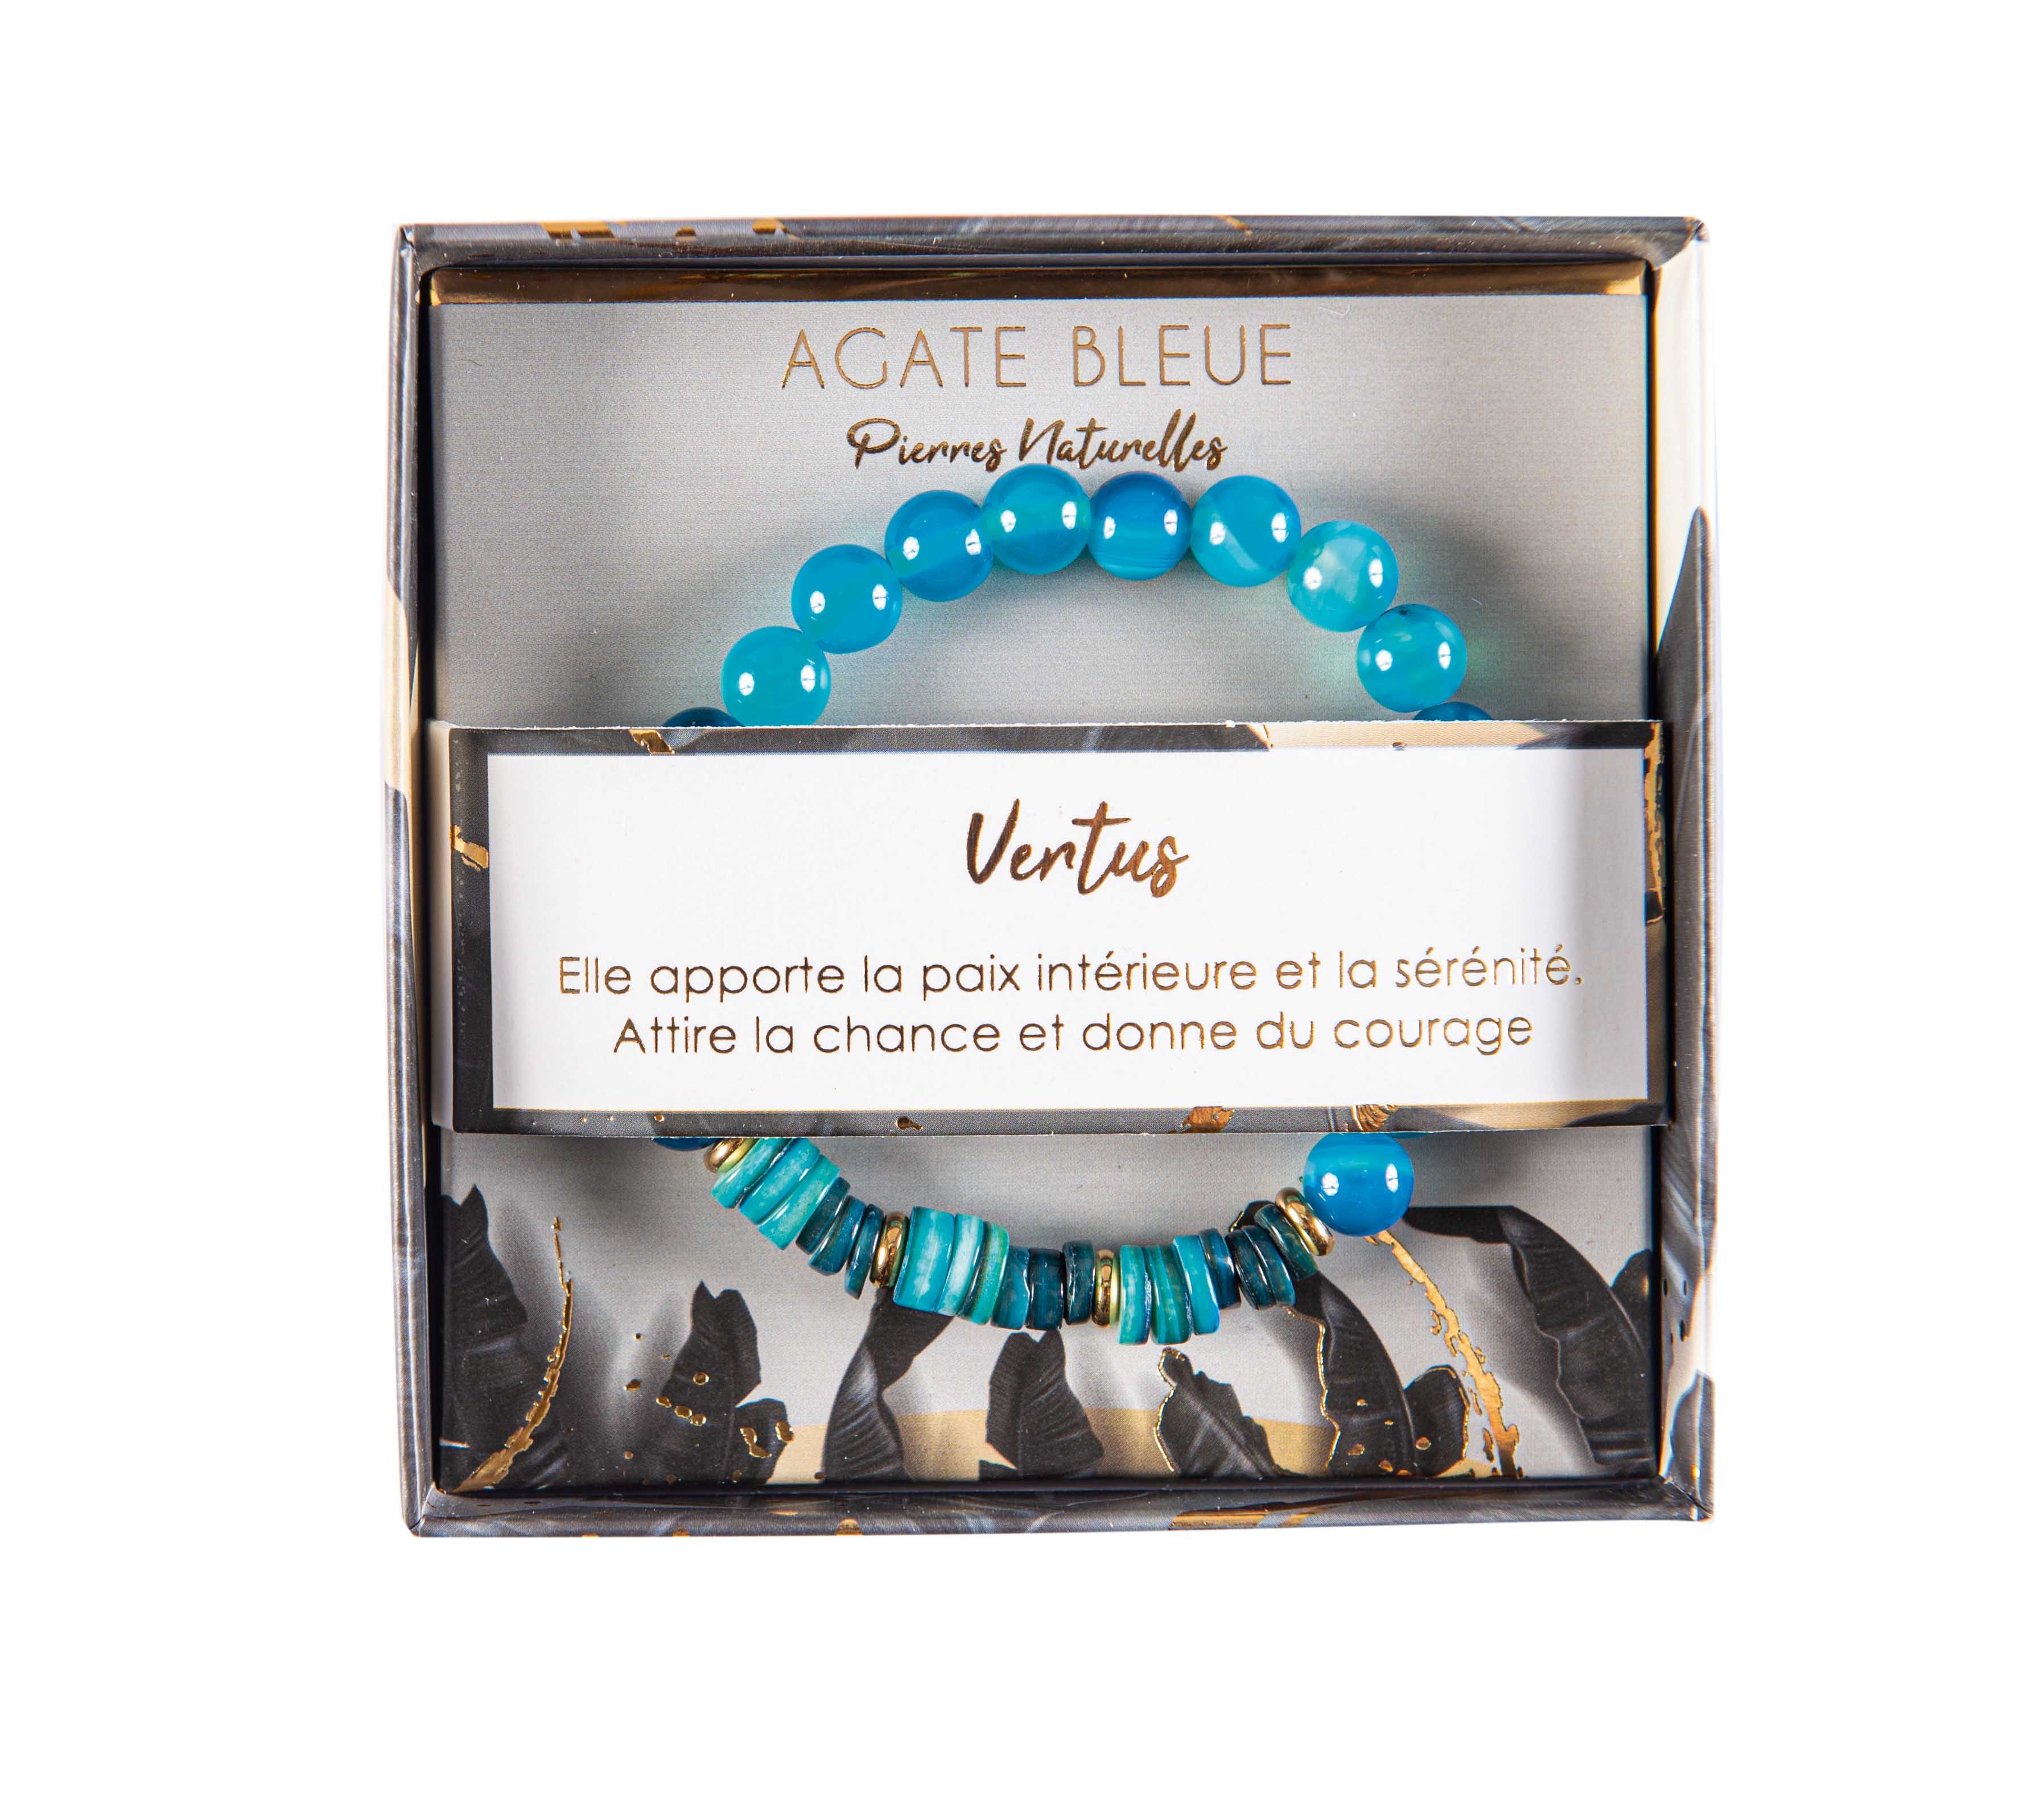 AGATE BLEUE
Pierres Naturelles
Vertus
Elle apporte la paix intérieure et la sérénité.
Attire la chance et donne du courage